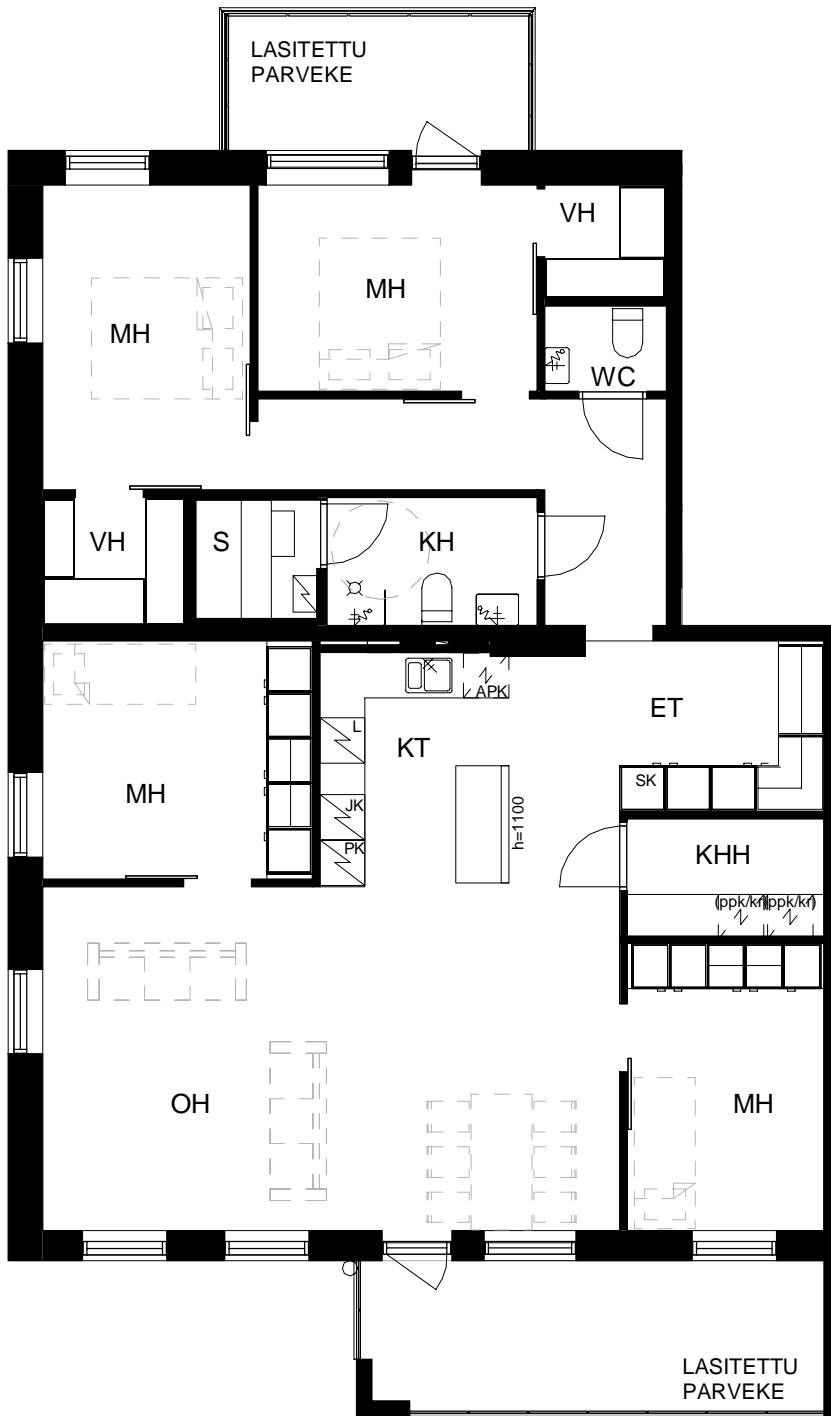 LASITETTU
PARVEKE
VH
MH
MH
WC
VH
S
KH
APK
ET
L
KT
SK
MH
JK
h=1100
PK
KHH
(ppk/kr)
(ppk/kr)
OH
MH
LASITETTU
PARVEKE